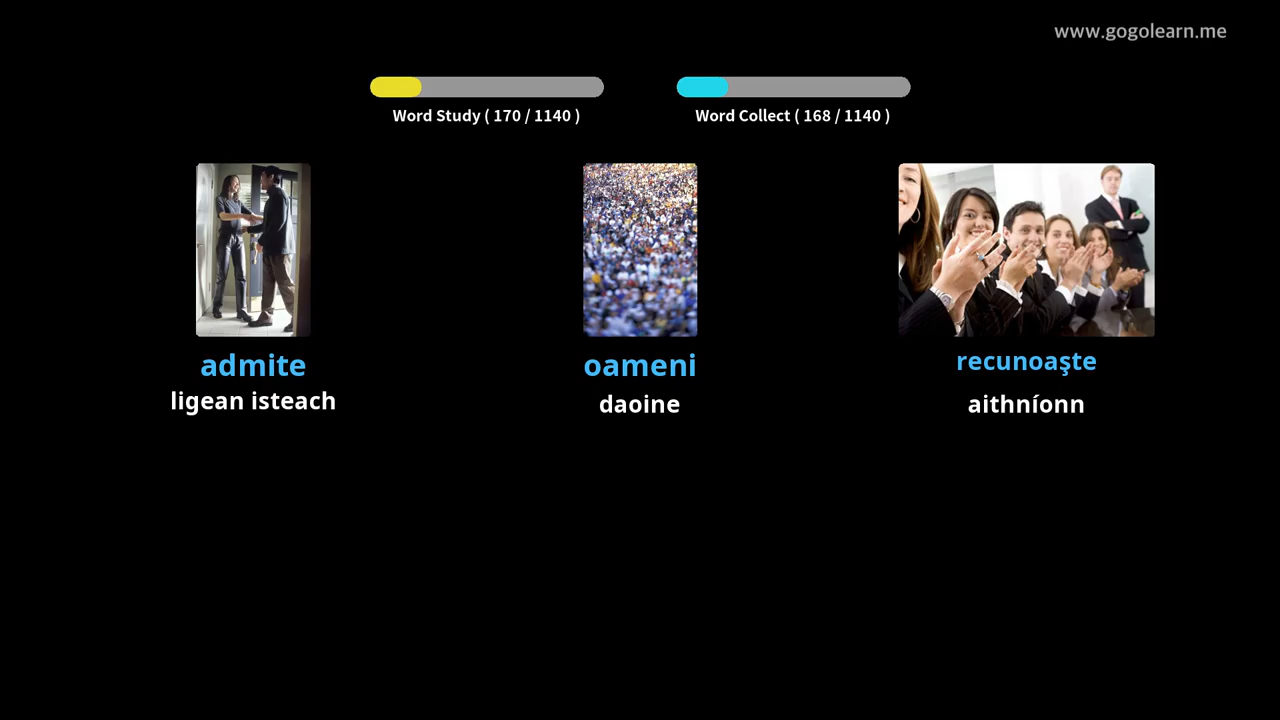 www.gogolearn.me
Word Study ( 170 / 1140 )
Word Collect ( 168 / 1140 )
admite
ligean isteach
oameni
daoine
recunoaşte
aithníonn